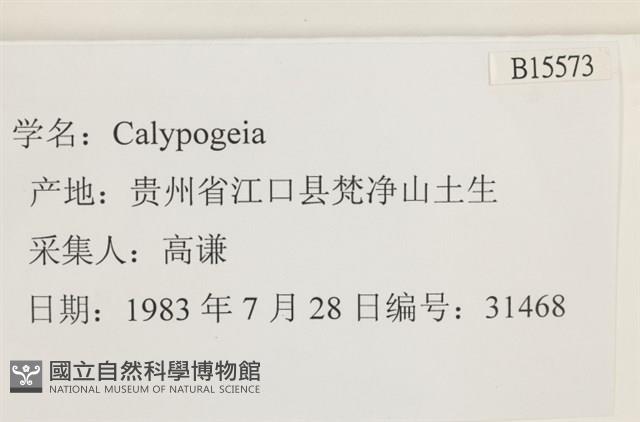 B15573
学名：Calypogeia
产地：贵州省江口县梵净山土生
采集人：高谦
日期：1983 年 7 月 28 日编号：31468
國立自然科學博物館
NATIONAL MUSEUM OF NATURAL SCIENCE